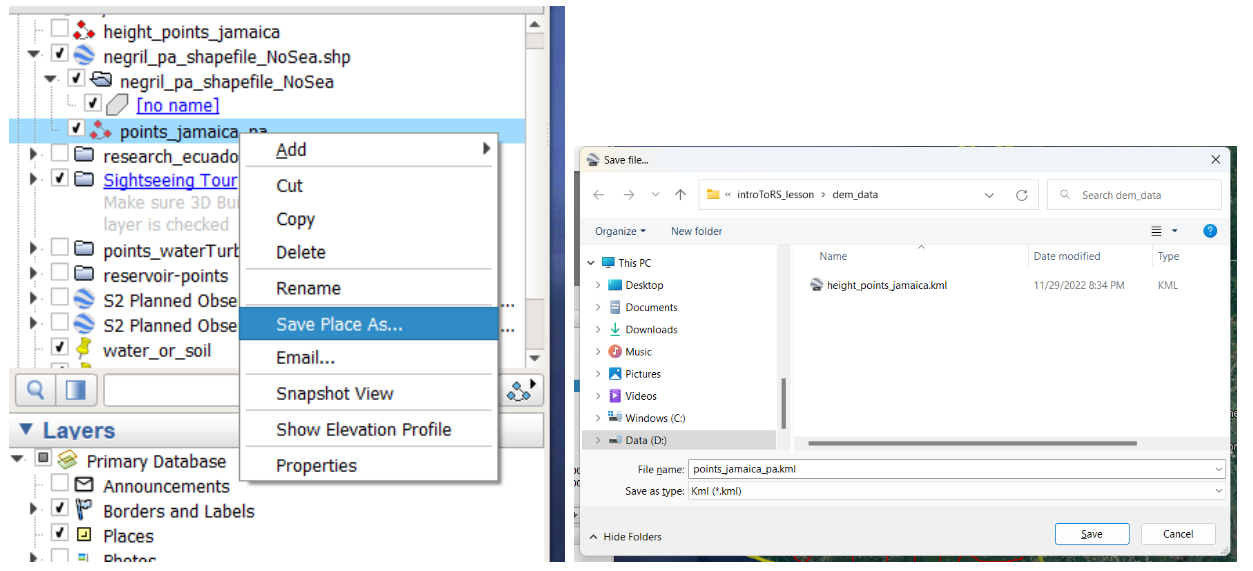 height_points_jamaica
negril_pa_shapefile_NoSea.shp
negril_pa_shapefile_NoSea
[no name]
points_jamaica_pa
research_ecuado
Sightseeing Tour
Make sure 3D Bui
layer is checked
points_waterTurb
reservoir-points
S2 Planned Obse ...
S2 Planned Obse ...
water_or_soil
Add
Cut
Copy
Delete
Rename
Save Place As...
Email...
Snapshot View
Show Elevation Profile
Properties
Layers
Primary Database
Announcements
Borders and Labels
Places
Photos
Save file...
« introToRS_lesson › dem_data
Search dem_data
Organize
New folder
This PC
Desktop
Documents
Downloads
Music
Pictures
Videos
Windows (C:)
Data (D:)
Name Date modified Type
height_points_jamaica.kml 11/29/2022 8:34 PM KML
File name: points_jamaica_pa.kml
Save as type: Kml (*.kml)
Hide Folders
Save
Cancel